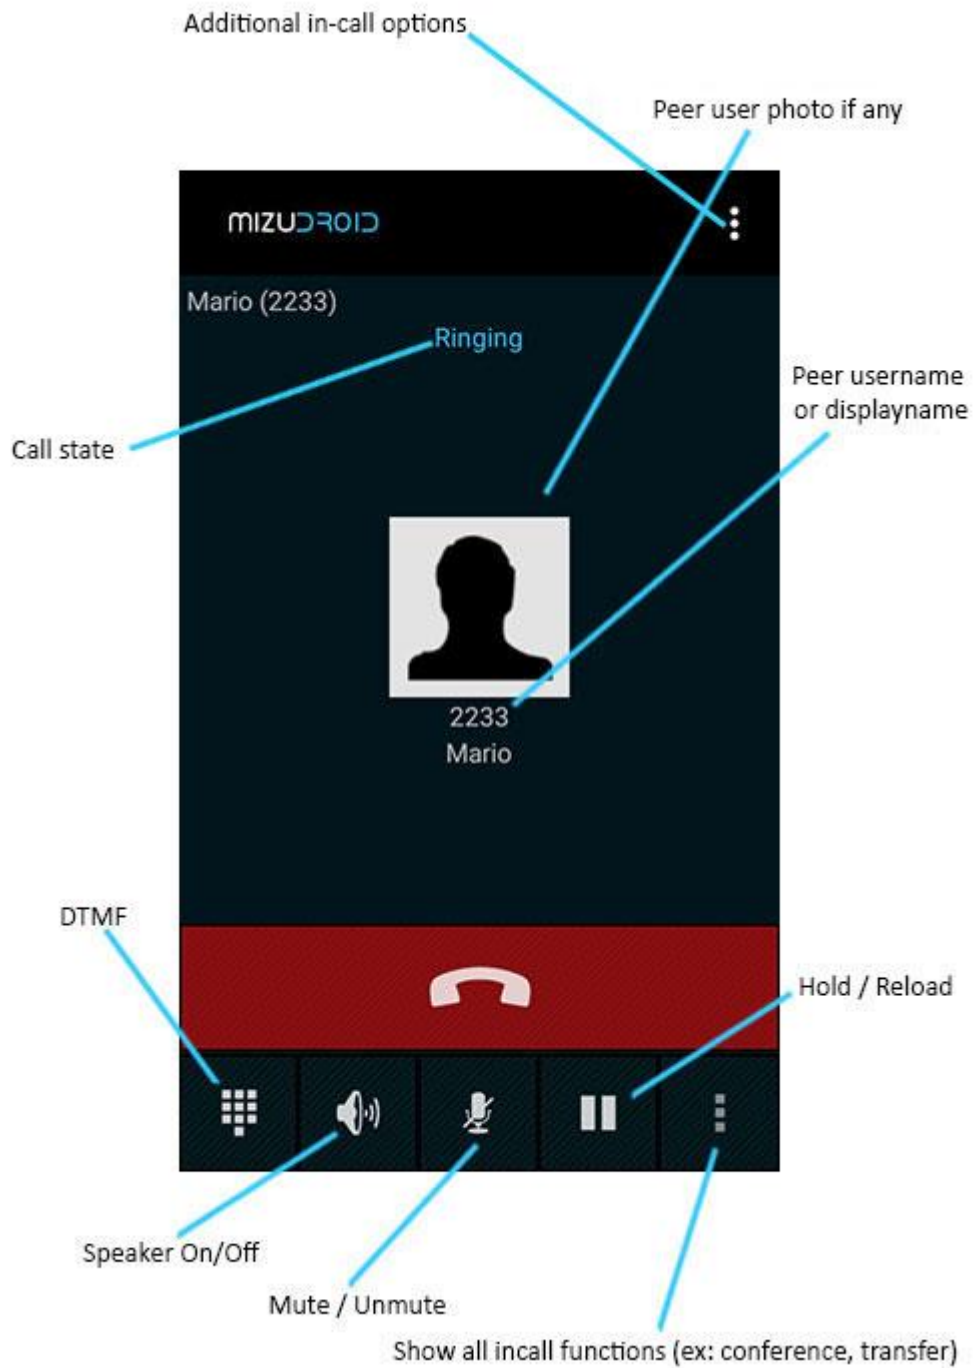 Additional in-call options
Peer user photo if any
MIZUDROID
Mario (2233)
Ringing
Peer username
or displayname
Call state
2233
Mario
DTMF
Hold / Reload
Speaker On/Off
Mute / Unmute
Show all incall functions (ex: conference, transfer)